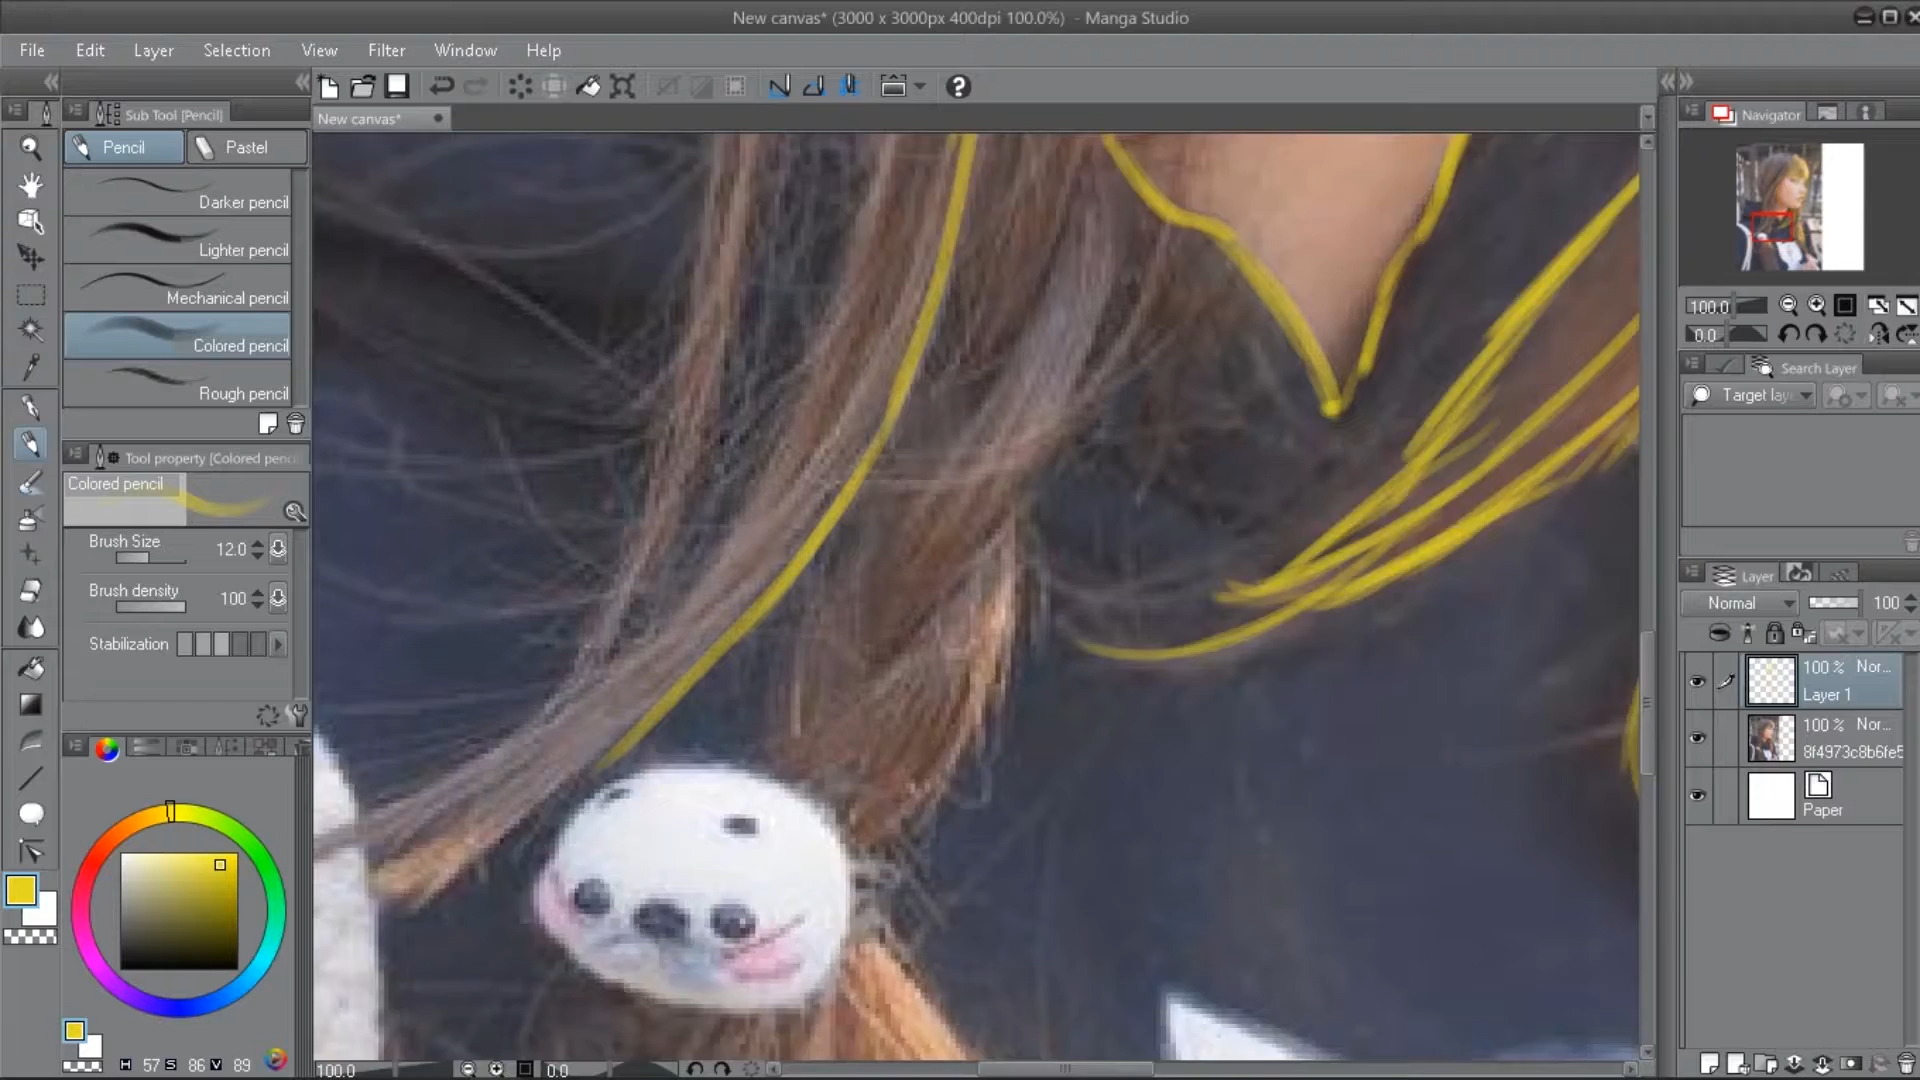 New canvas* (3000 x 3000px 400dpi 100.0%) - Manga Studio
File Edit Layer Selection View Filter Window Help
Sub Tool [Pencil]
New canvas*
Pencil Pastel
Darker pencil
Lighter pencil
Mechanical pencil
Colored pencil
Rough pencil
Tool property [Colored penc
Colored pencil
Brush Size 12.0
Brush density 100
Stabilization
H 57 S 86 V 89
100.0 0.0
Navigator
100.0
0.0
Search Layer
Target lay
Layer
Normal 100
100 % Nor...
Layer 1
100 % Nor...
8f4973c8b6fe5
Paper